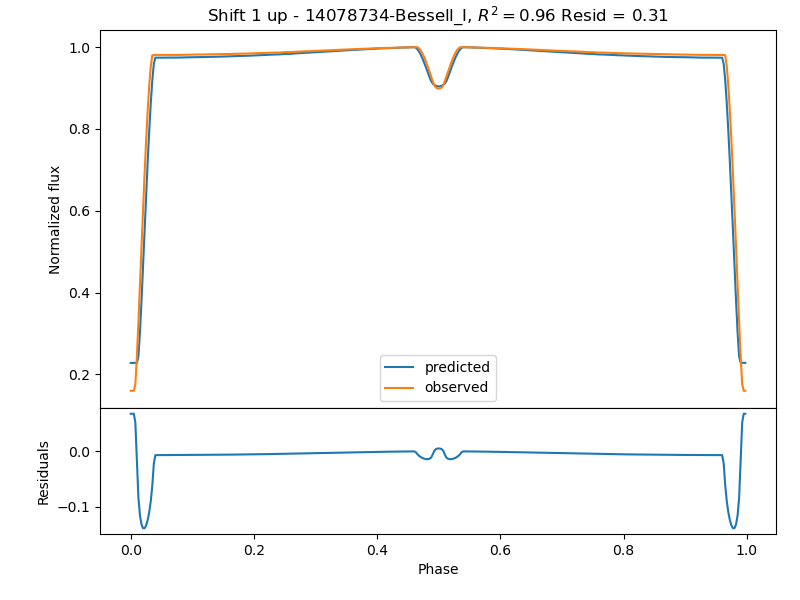 Shift 1 up - 14078734-Bessell_I, $R^2 = 0.96$ Resid = 0.31
Normalized flux
1.0
0.8
0.6
0.4
0.2
predicted
observed
Residuals
0.0
−0.1
0.0 0.2 0.4 0.6 0.8 1.0
Phase